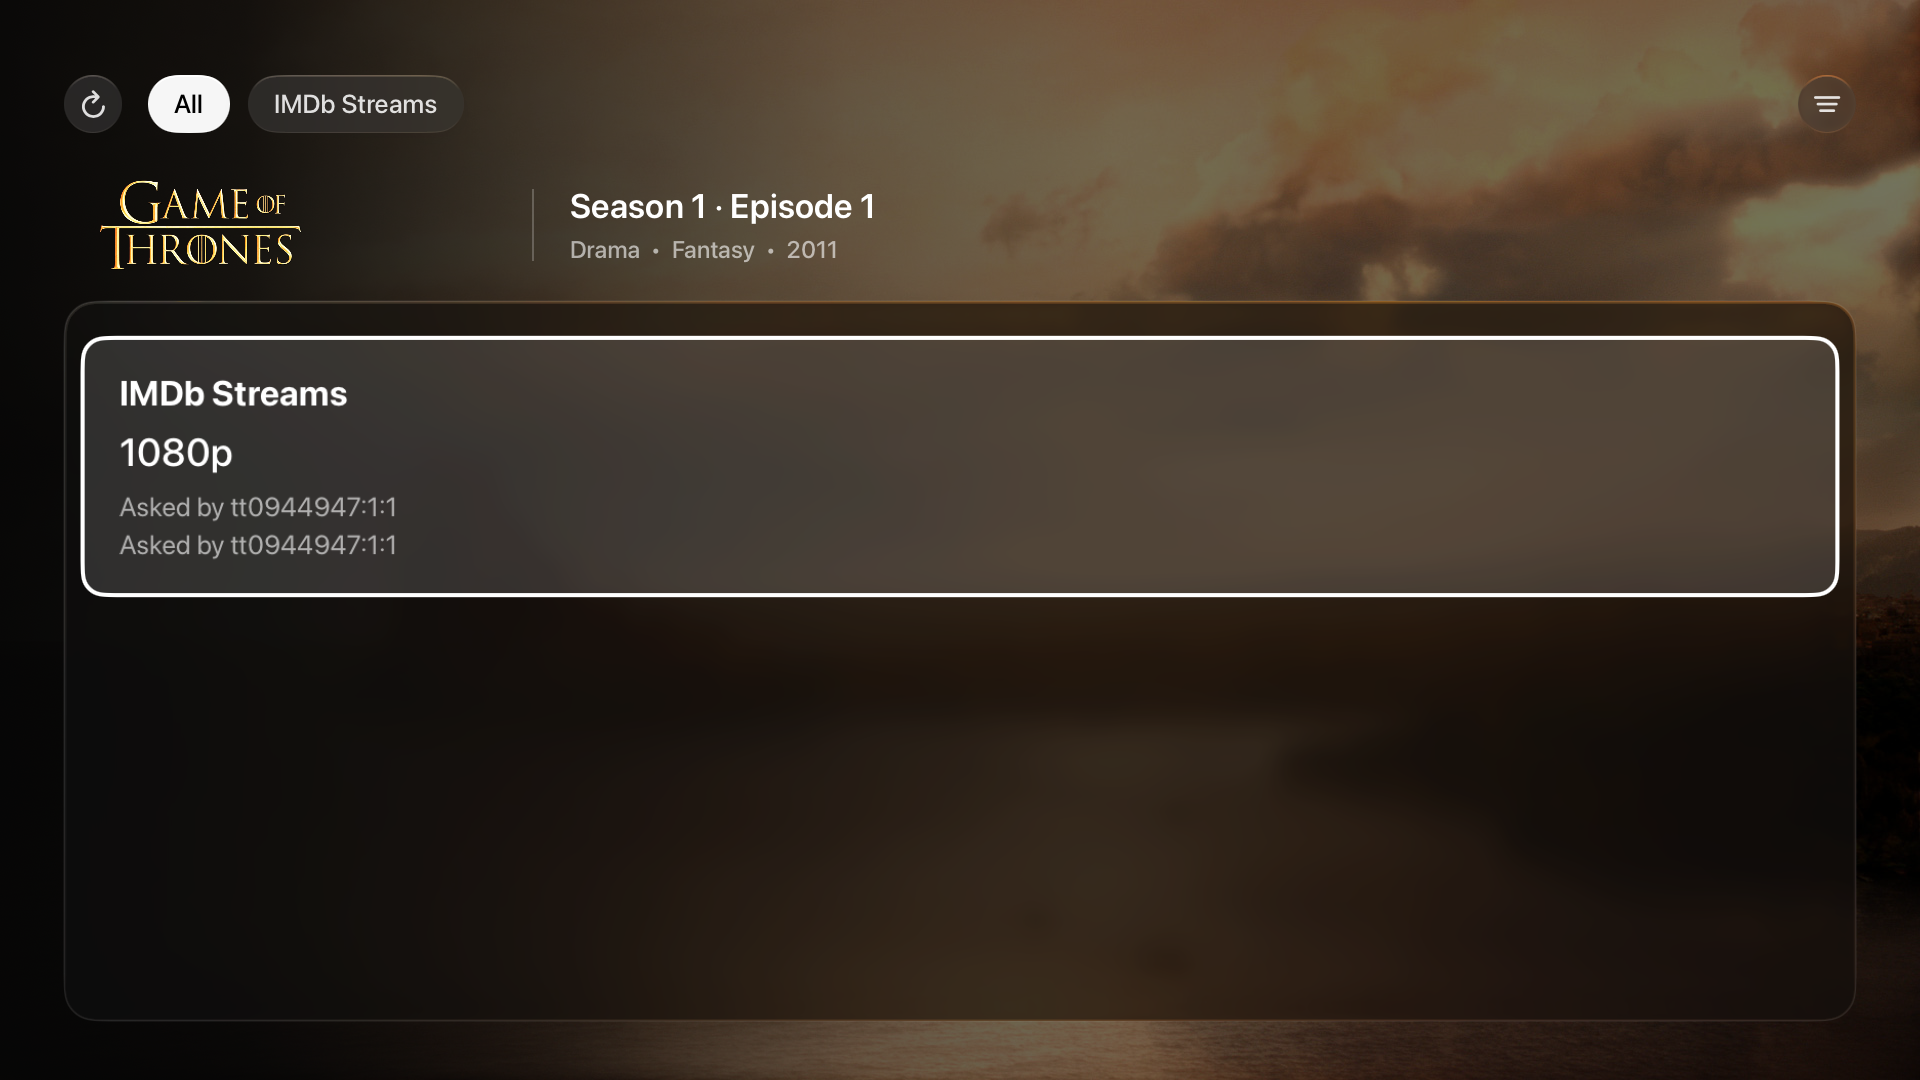 All
IMDb Streams
GAME OF
THRONES
Season 1 · Episode 1
Drama • Fantasy • 2011
IMDb Streams
1080p
Asked by tt0944947:1:1
Asked by tt0944947:1:1